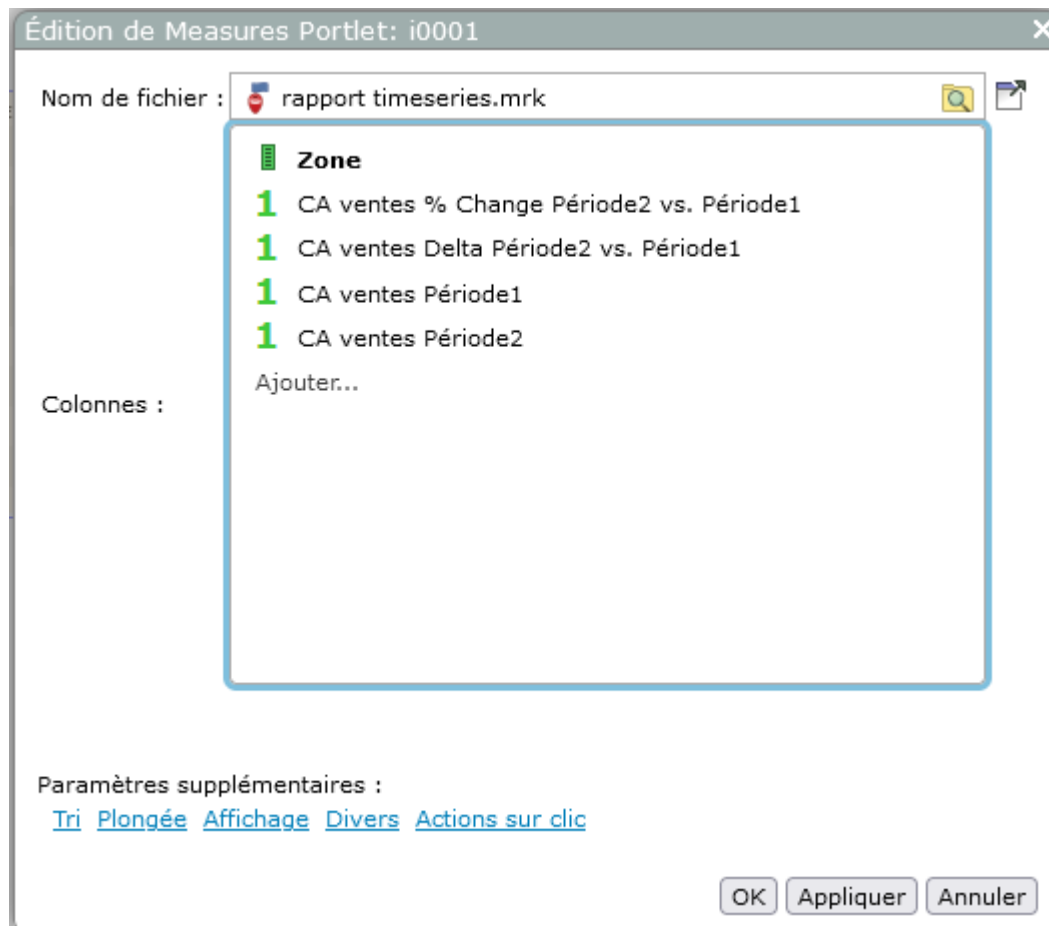 Édition de Measures Portlet: i0001
Nom de fichier : rapport timeseries.mrk
Zone
1 CA ventes % Change Période2 vs. Période1
1 CA ventes Delta Période2 vs. Période1
1 CA ventes Période1
1 CA ventes Période2
Ajouter...
Colonnes :
Paramètres supplémentaires :
Tri Plongée Affichage Divers Actions sur clic
OK Appliquer Annuler